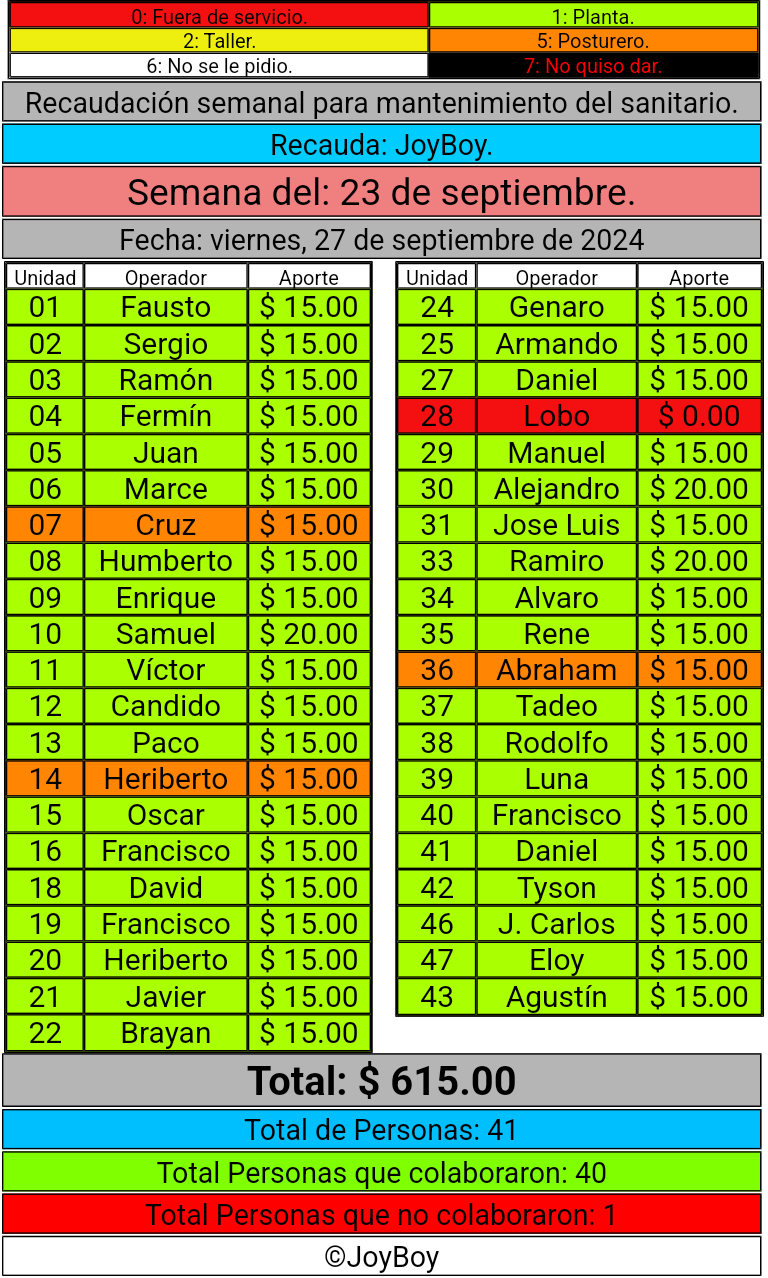 0: Fuera de servicio. 1: Planta.
2: Taller. 5: Posturero.
6: No se le pidio. 7: No quiso dar.
Recaudación semanal para mantenimiento del sanitario.
Recauda: JoyBoy.
Semana del: 23 de septiembre.
Fecha: viernes, 27 de septiembre de 2024
Unidad Operador Aporte
01 Fausto $ 15.00
02 Sergio $ 15.00
03 Ramón $ 15.00
04 Fermín $ 15.00
05 Juan $ 15.00
06 Marce $ 15.00
07 Cruz $ 15.00
08 Humberto $ 15.00
09 Enrique $ 15.00
10 Samuel $ 20.00
11 Víctor $ 15.00
12 Candido $ 15.00
13 Paco $ 15.00
14 Heriberto $ 15.00
15 Oscar $ 15.00
16 Francisco $ 15.00
18 David $ 15.00
19 Francisco $ 15.00
20 Heriberto $ 15.00
21 Javier $ 15.00
22 Brayan $ 15.00
Unidad Operador Aporte
24 Genaro $ 15.00
25 Armando $ 15.00
27 Daniel $ 15.00
28 Lobo $ 0.00
29 Manuel $ 15.00
30 Alejandro $ 20.00
31 Jose Luis $ 15.00
33 Ramiro $ 20.00
34 Alvaro $ 15.00
35 Rene $ 15.00
36 Abraham $ 15.00
37 Tadeo $ 15.00
38 Rodolfo $ 15.00
39 Luna $ 15.00
40 Francisco $ 15.00
41 Daniel $ 15.00
42 Tyson $ 15.00
46 J. Carlos $ 15.00
47 Eloy $ 15.00
43 Agustín $ 15.00
Total: $ 615.00
Total de Personas: 41
Total Personas que colaboraron: 40
Total Personas que no colaboraron: 1
©JoyBoy